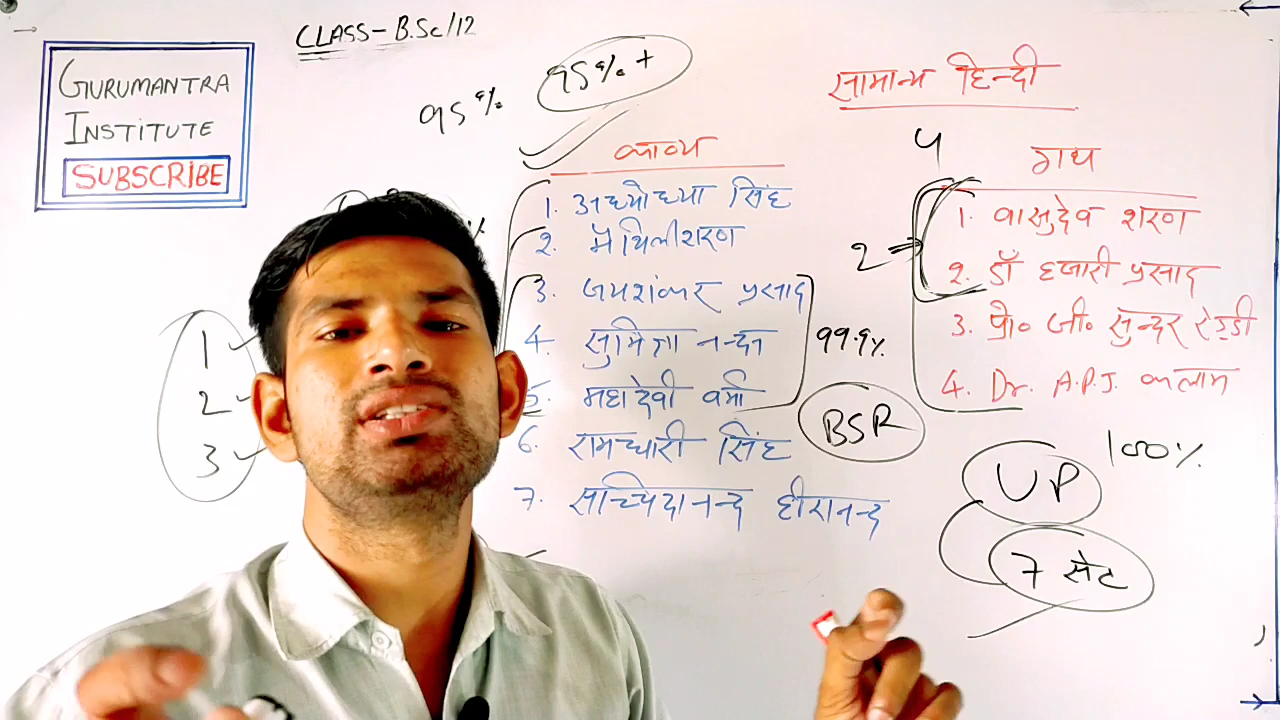 CLASS-B.Sc/12
GURUMANTRA
INSTITUTE
SUBSCRIBE
95%
95%+
सामान्य हिन्दी
काव्य
1. अयोध्या सिंह
2. मैथिलीशरण
3. जयशंकर प्रसाद
4. सुमित्रा नन्दन
5. महादेवी वर्मा
6. रामधारी सिंह
7. सच्चिदानन्द हीरानन्द
99.9%
BSR
गद्य
1. वासुदेव शरण
2. डॉ हजारी प्रसाद
3. प्रो० जी० सुन्दर रेड्डी
4. Dr. A.P.J. कलाम
2
1
2
3
UP
100%
7 सेट